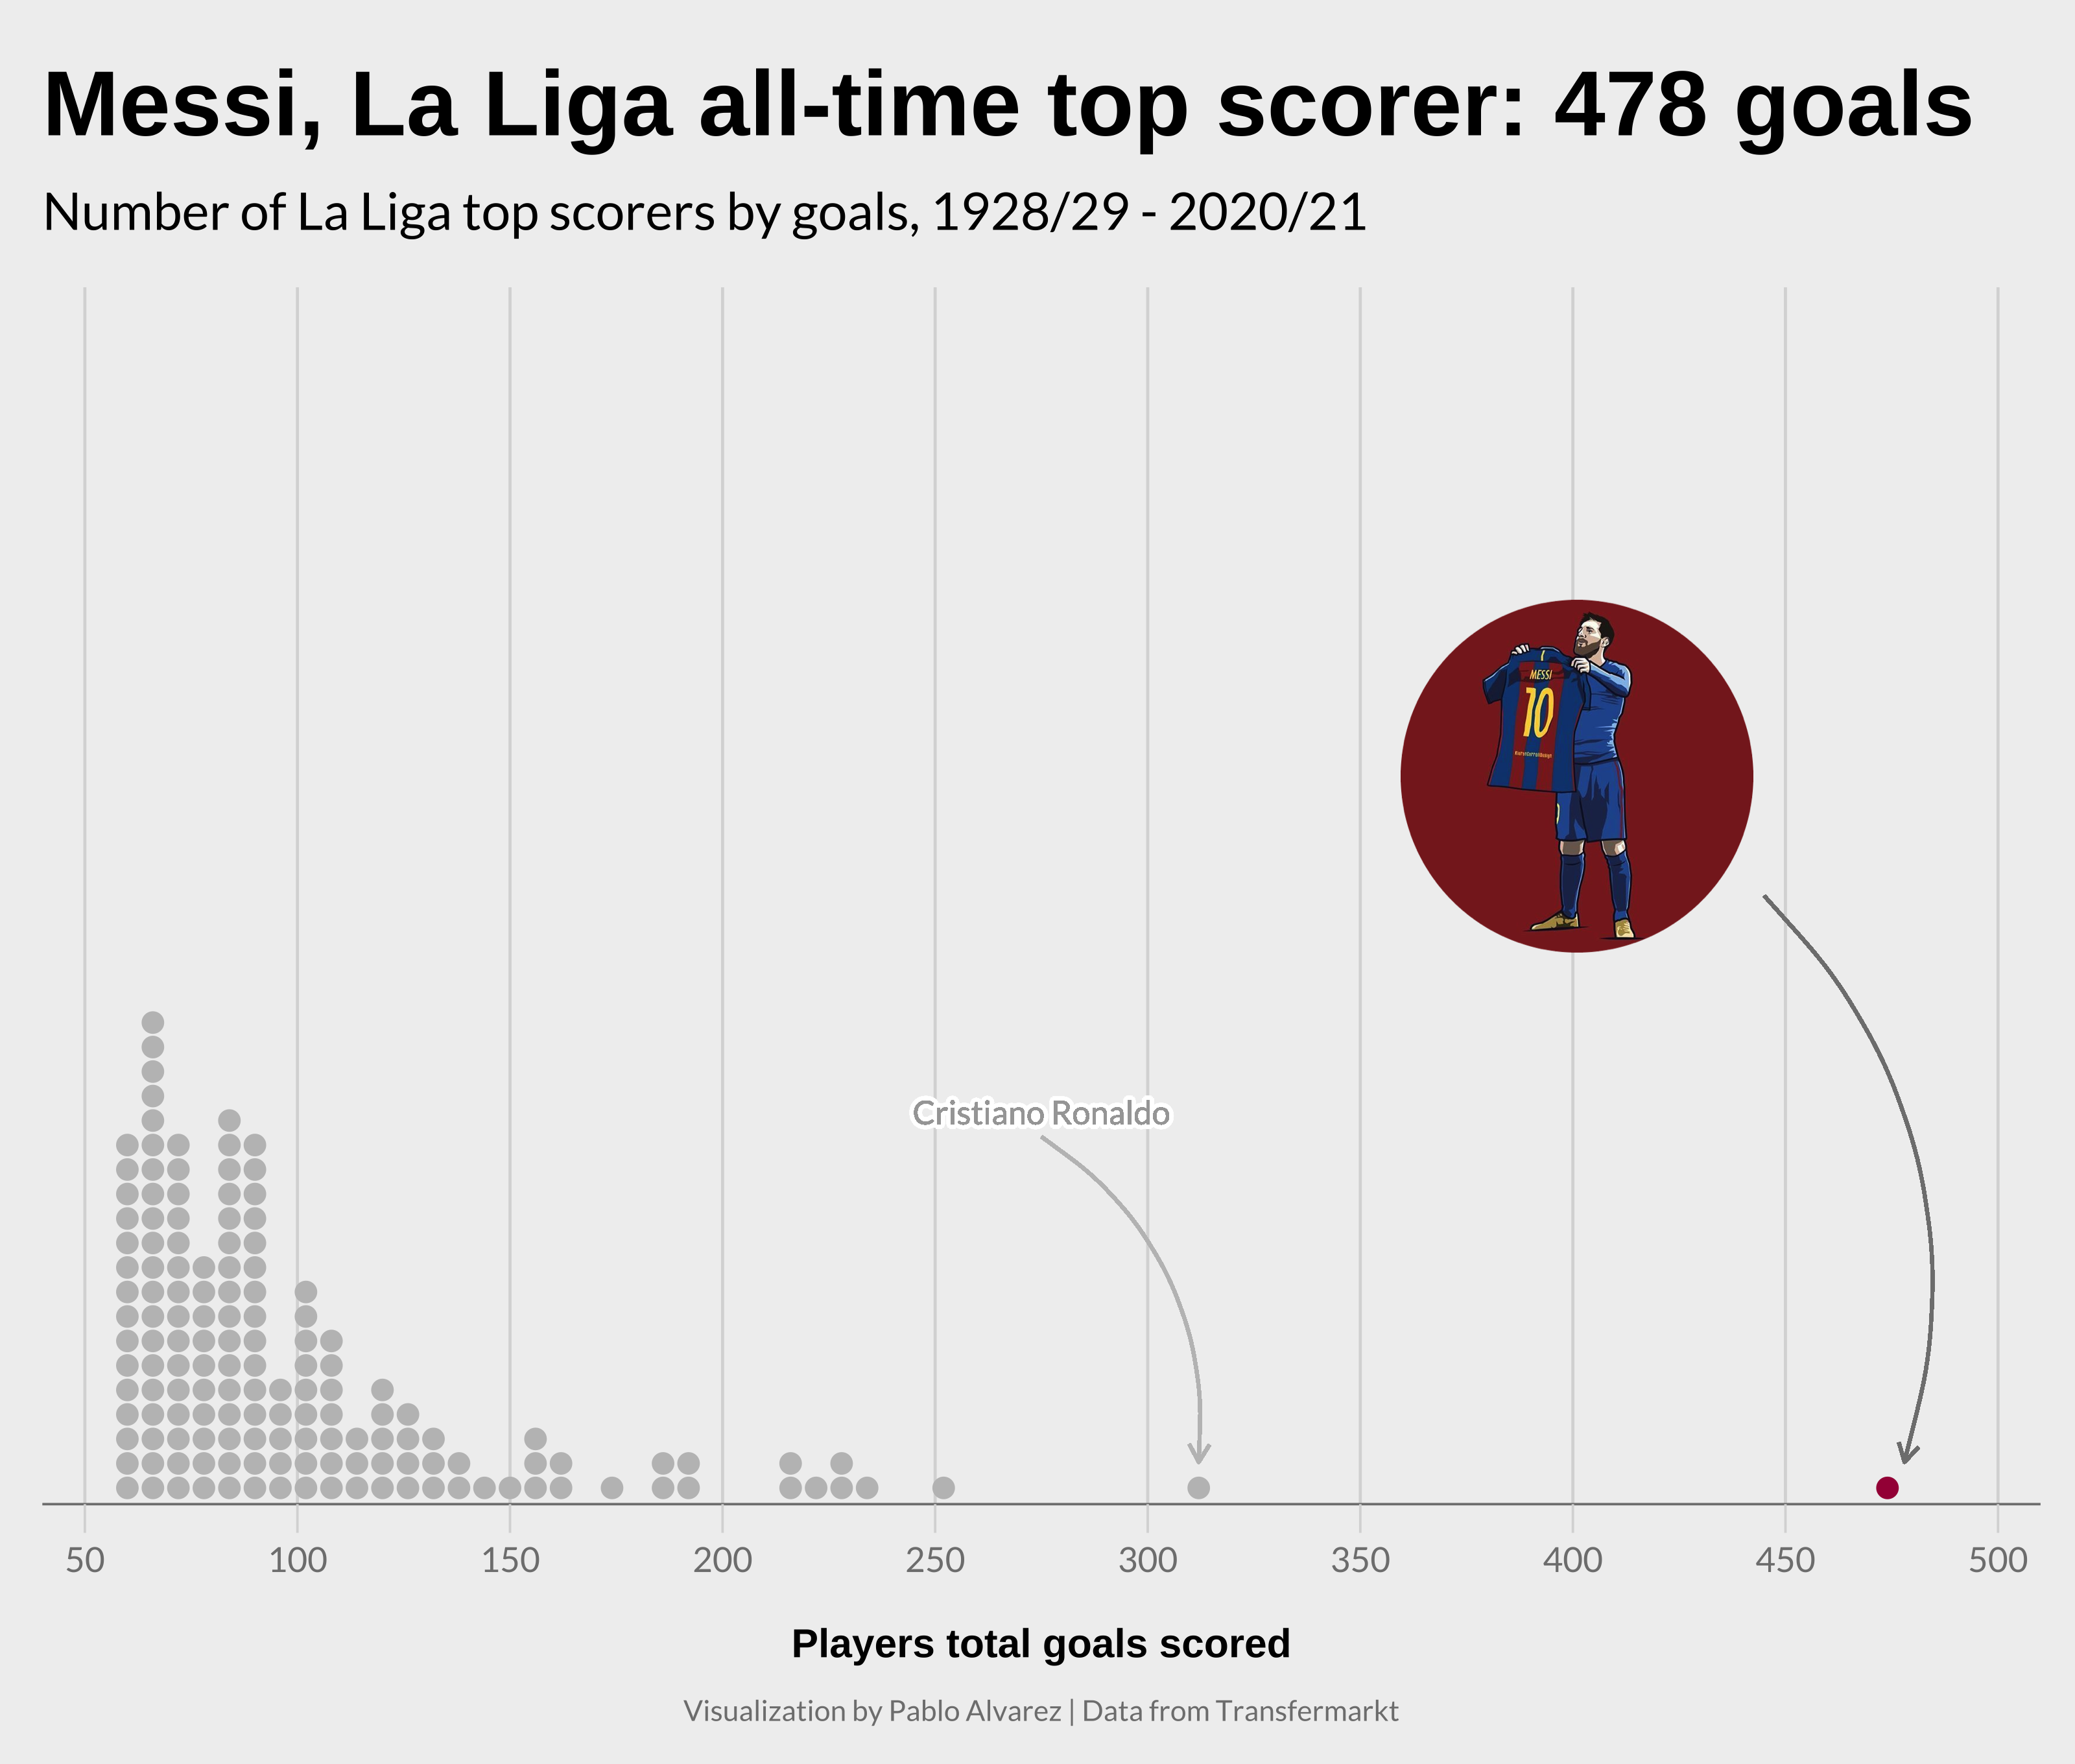 Messi, La Liga all-time top scorer: 478 goals
Number of La Liga top scorers by goals, 1928/29 - 2020/21
MESSI
10
Cristiano Ronaldo
50 100 150 200 250 300 350 400 450 500
Players total goals scored
Visualization by Pablo Alvarez | Data from Transfermarkt